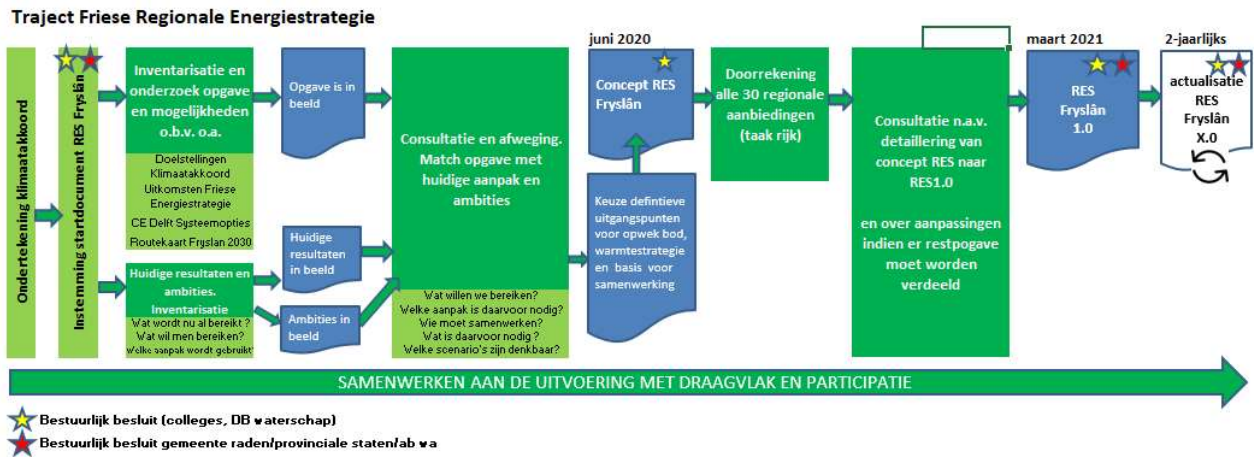 Traject Friese Regionale Energiestrategie
Ondertekening klimaatakkoord
Instemming startdocument RES Fryslân
Inventarisatie en
onderzoek opgave
en mogelijkheden
o.b.v. o.a.
Doelstellingen
Klimaatakkoord
Uitkomsten Friese
Energiestrategie
CE Delft Systeemopties
Routekaart Fryslan 2030
Huidige resultaten en
ambities.
Inventarisatie
Wat wordt nu al bereikt ?
Wat wil men bereiken?
Welke aanpak wordt gebruikt?
Opgave is in
beeld
Huidige
resultaten
in beeld
Ambities in
beeld
Consultatie en afweging.
Match opgave met
huidige aanpak en
ambities
Wat willen we bereiken?
Welke aanpak is daarvoor nodig?
Wie moet samenwerken?
Wat is daarvoor nodig ?
Welke scenario's zijn denkbaar?
juni 2020
Concept RES
Fryslân
Keuze defintieve
uitgangspunten
voor opwek bod,
warmtestrategie
en basis voor
samenwerking
Doorrekening
alle 30 regionale
aanbiedingen
(taak rijk)
Consultatie n.a.v.
detaillering van
concept RES naar
RES1.0
en over aanpassingen
indien er restpogave
moet worden
verdeeld
maart 2021
RES
Fryslân
1.0
2-jaarlijks
actualisatie
RES
Fryslân
X.0
SAMENWERKEN AAN DE UITVOERING MET DRAAGVLAK EN PARTICIPATIE
Bestuurlijk besluit (colleges, DB waterschap)
Bestuurlijk besluit gemeente raden/provinciale staten/ab wa